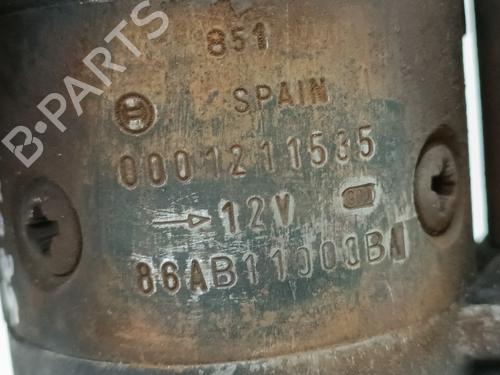 B-PARTS
851
SPAIN
0001211535
12V
86AB11000BA